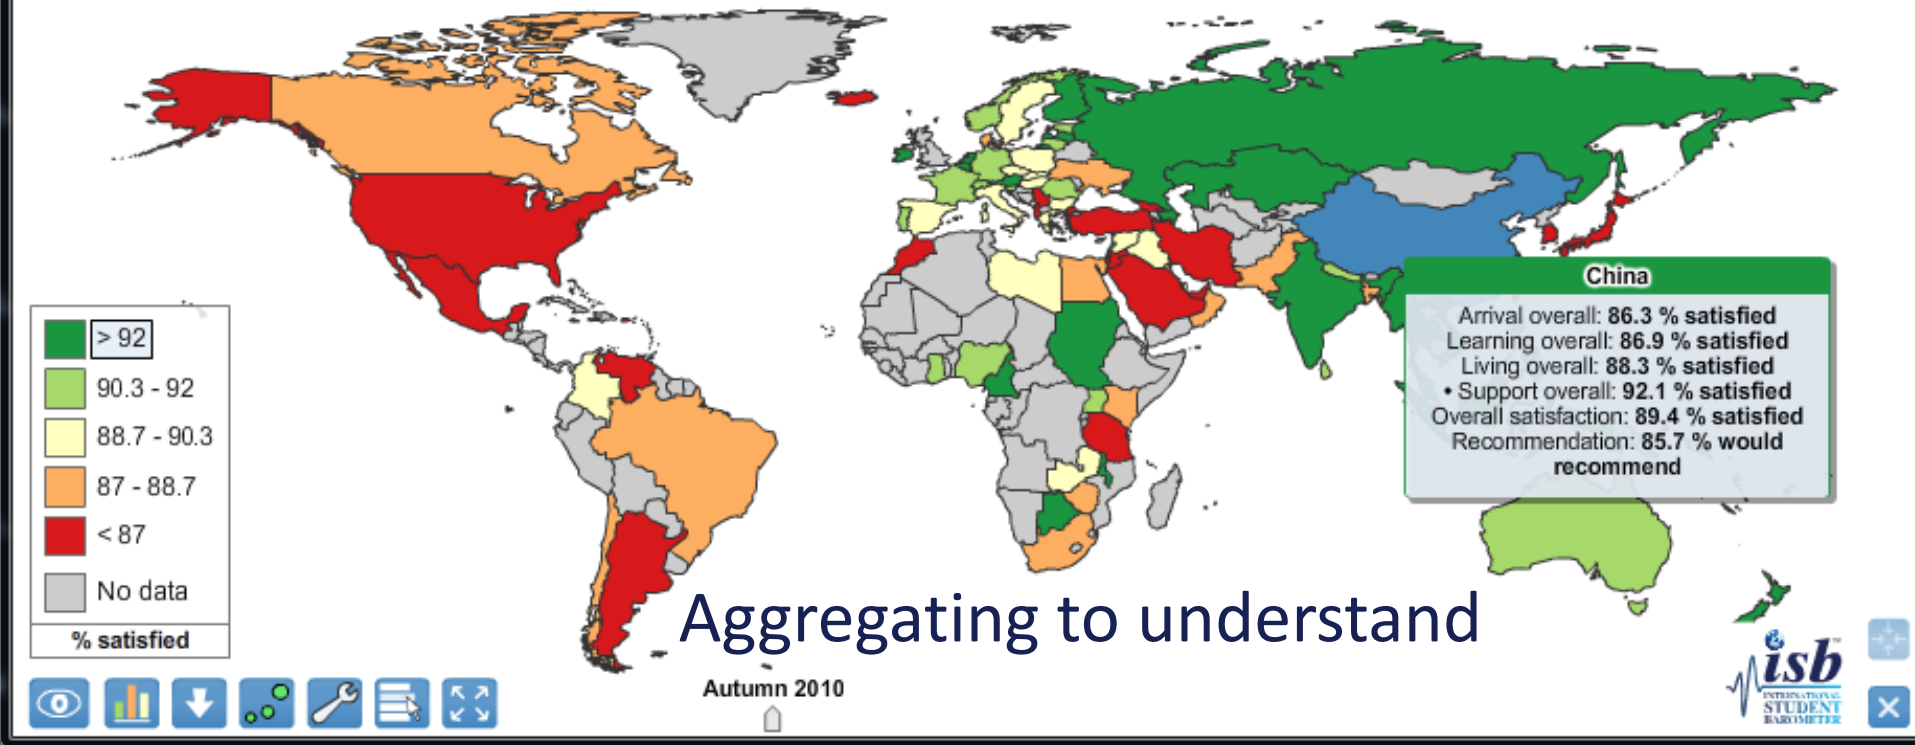 China
Arrival overall: 86.3 % satisfied
Learning overall: 86.9 % satisfied
Living overall: 88.3 % satisfied
• Support overall: 92.1 % satisfied
Overall satisfaction: 89.4 % satisfied
Recommendation: 85.7 % would
recommend
> 92
90.3 - 92
88.7 - 90.3
87 - 88.7
< 87
No data
% satisfied
Aggregating to understand
Autumn 2010
isb
INTERNATIONAL
STUDENT
BAROMETER